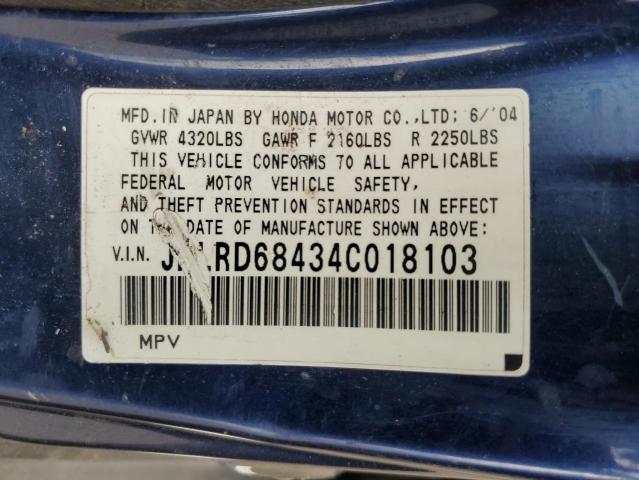 MFD. IN JAPAN BY HONDA MOTOR CO., LTD; 6/'04
GVWR 4320LBS GAWR F 2160LBS R 2250LBS
THIS VEHICLE CONFORMS TO ALL APPLICABLE
FEDERAL MOTOR VEHICLE SAFETY,
AND THEFT PREVENTION STANDARDS IN EFFECT
ON THE DATE OF MANUFACTURE SHOWN ABOVE:
V.I.N.
MPV